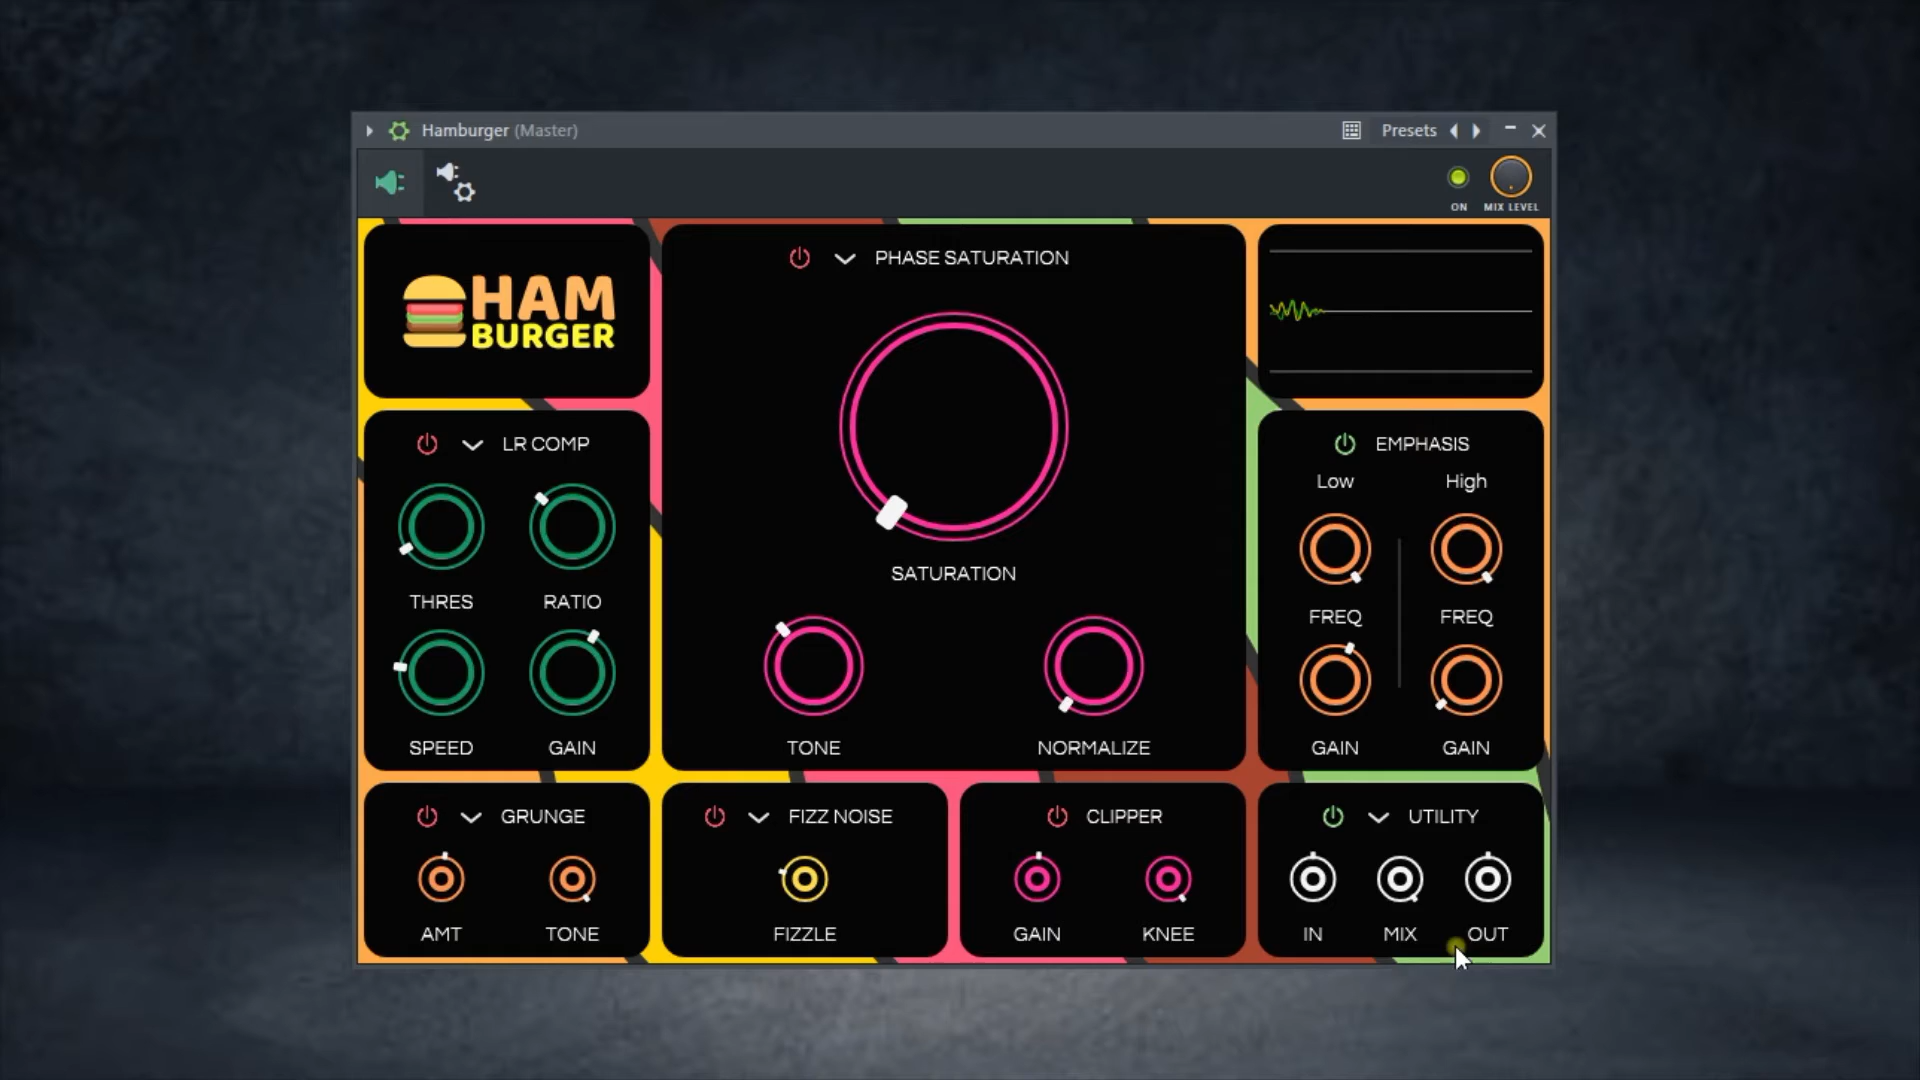 Hamburger (Master)
Presets
ON
MIX LEVEL
HAM
BURGER
PHASE SATURATION
SATURATION
TONE
NORMALIZE
LR COMP
THRES
RATIO
SPEED
GAIN
EMPHASIS
Low
High
FREQ
FREQ
GAIN
GAIN
GRUNGE
AMT
TONE
FIZZ NOISE
FIZZLE
CLIPPER
GAIN
KNEE
UTILITY
IN
MIX
OUT